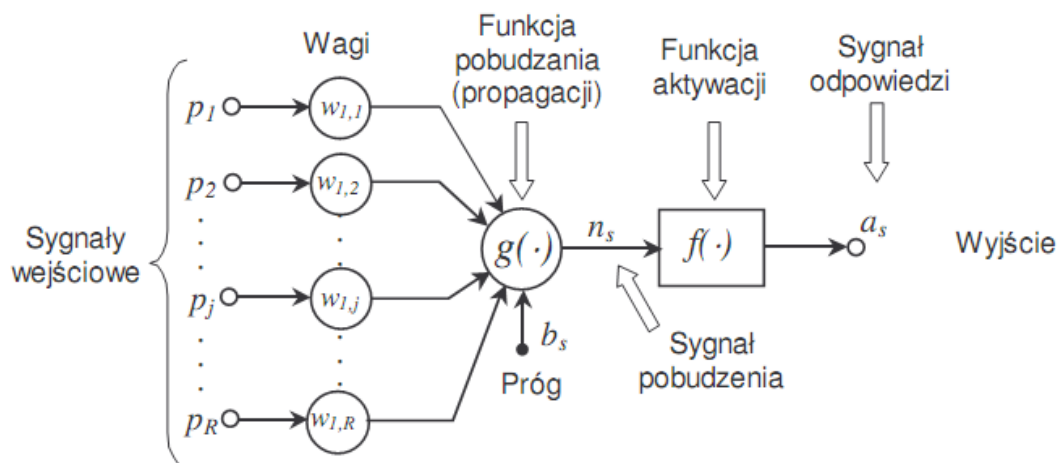 Wagi
Funkcja
pobudzania
(propagacji)
Funkcja
aktywacji
Sygnał
odpowiedzi
p1
w1,1
p2
w1,2
Sygnały
wejściowe
g(·)
ns
f(·)
as
Wyjście
pj
w1,j
bs
Próg
Sygnał
pobudzenia
pR
w1,R